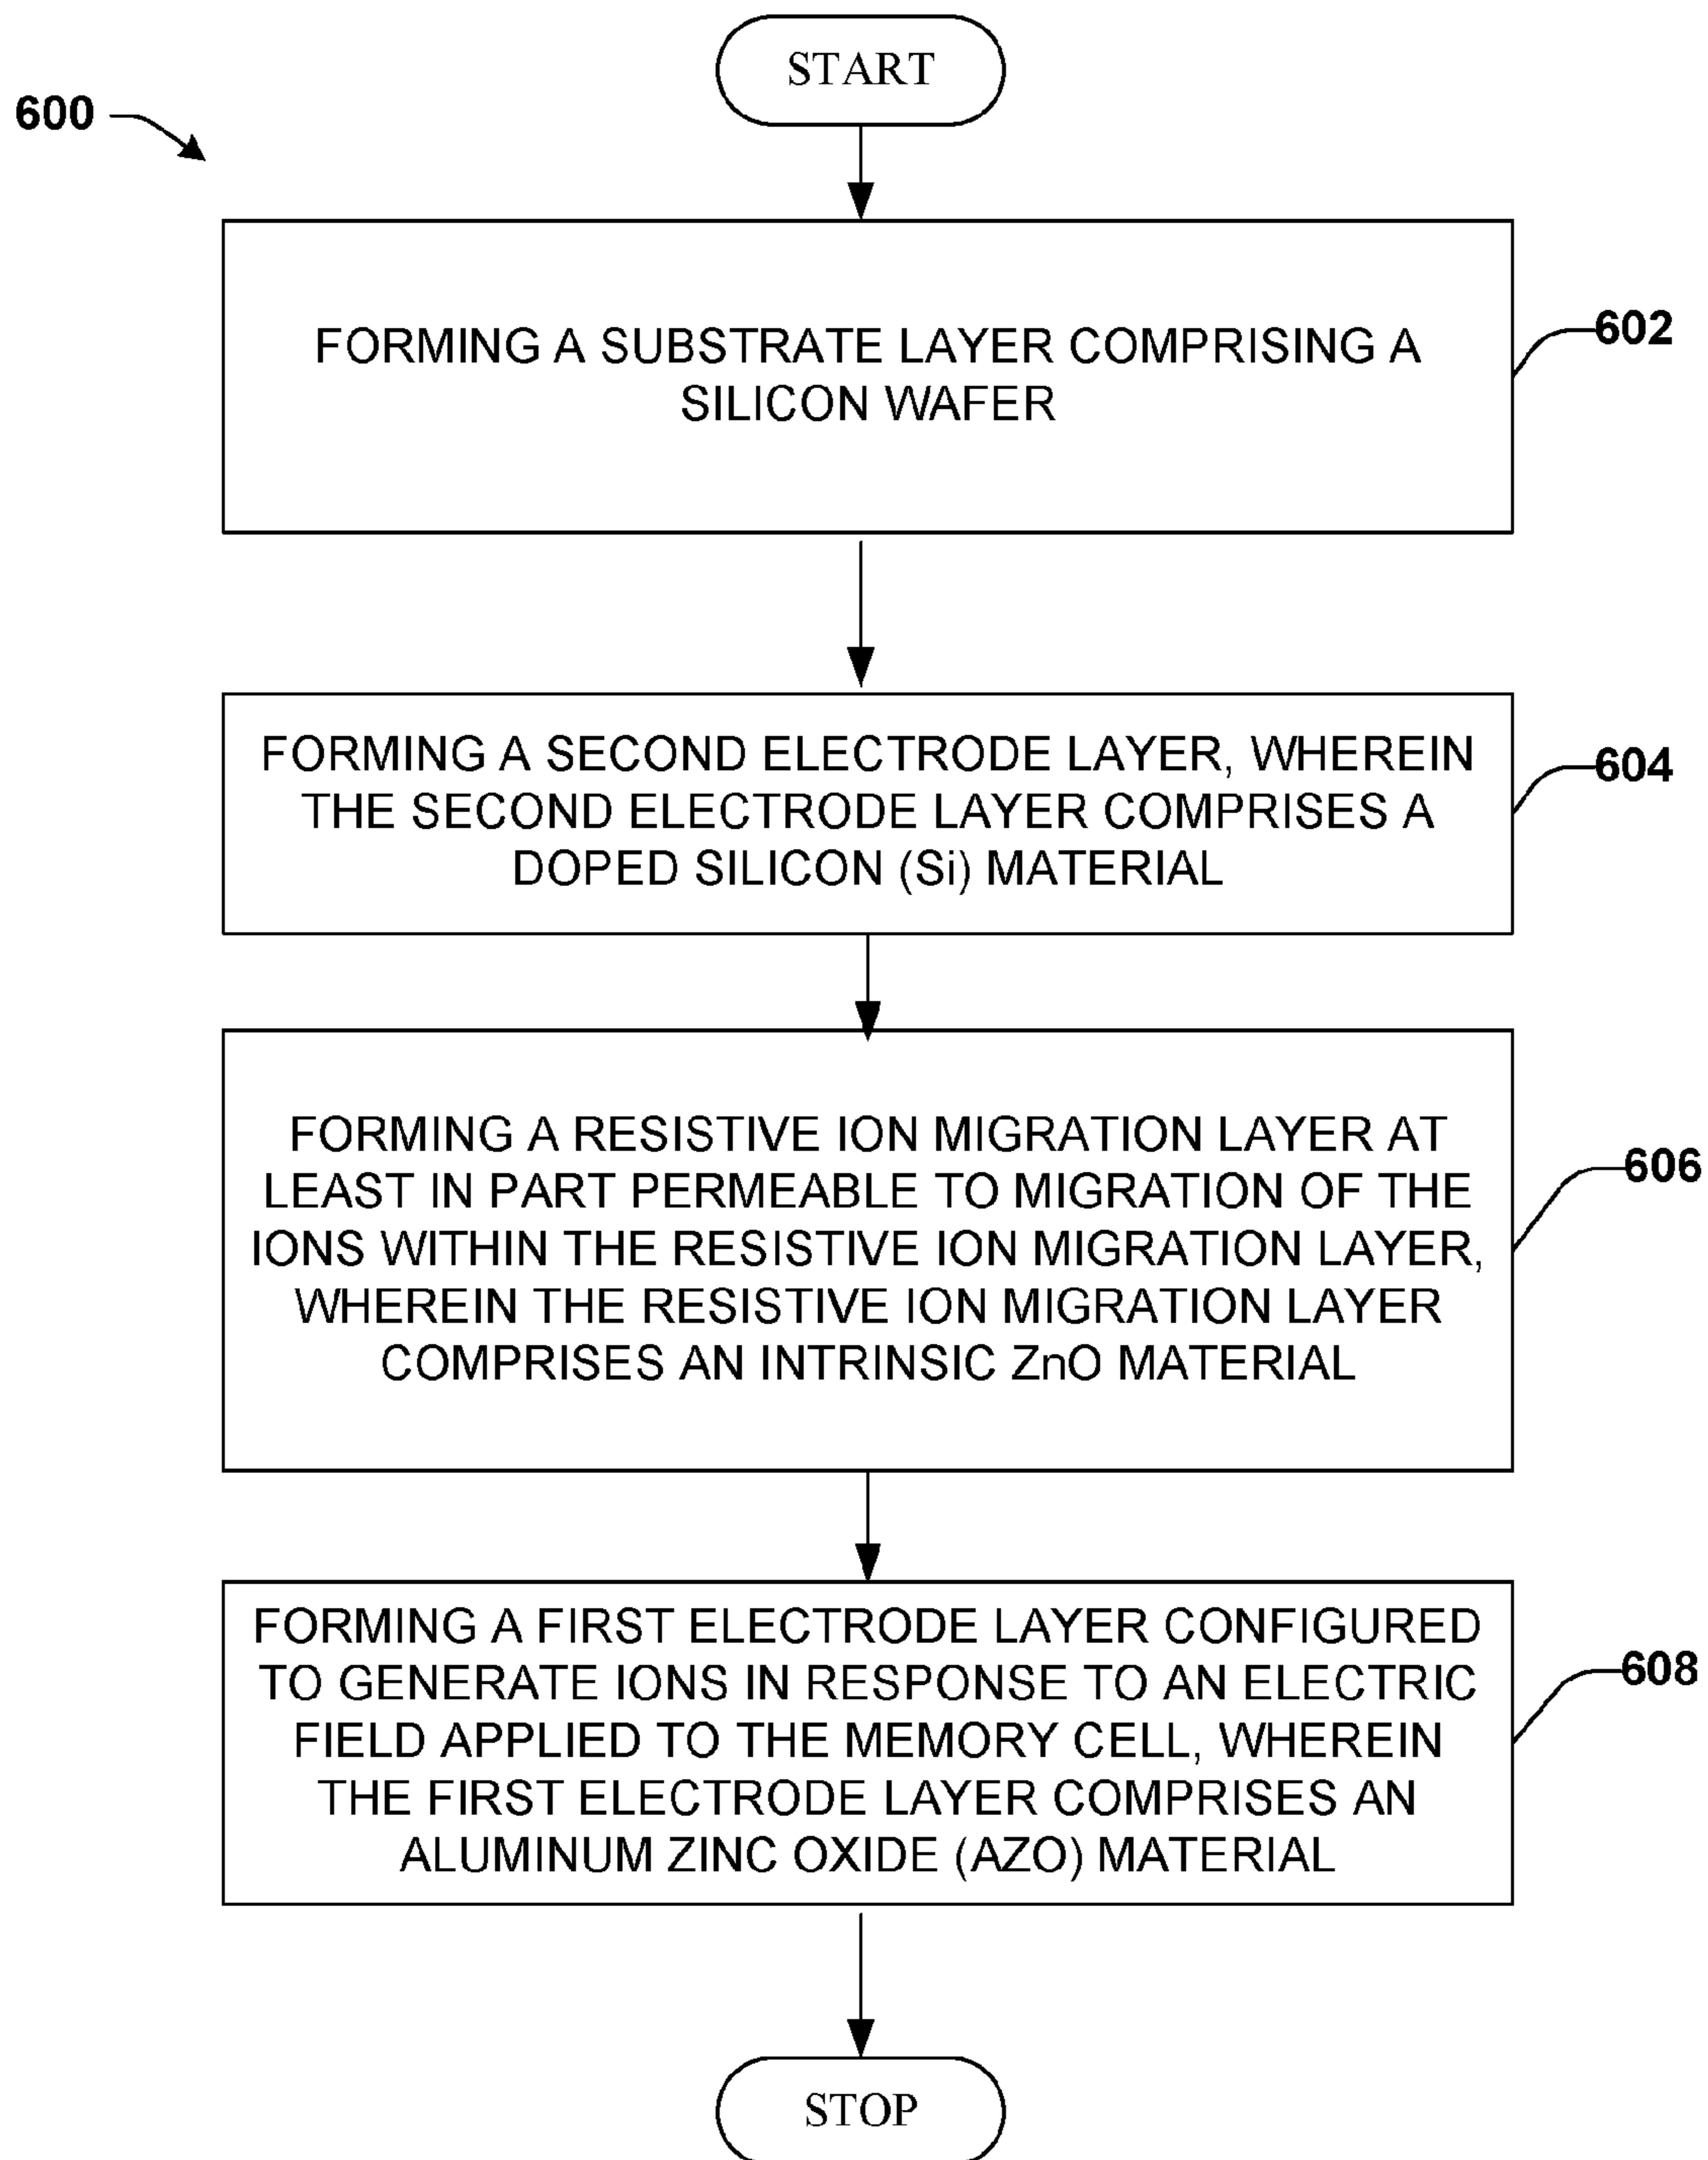 START
600
FORMING A SUBSTRATE LAYER COMPRISING A
SILICON WAFER
602
FORMING A SECOND ELECTRODE LAYER, WHEREIN
THE SECOND ELECTRODE LAYER COMPRISES A
DOPED SILICON (Si) MATERIAL
604
FORMING A RESISTIVE ION MIGRATION LAYER AT
LEAST IN PART PERMEABLE TO MIGRATION OF THE
IONS WITHIN THE RESISTIVE ION MIGRATION LAYER,
WHEREIN THE RESISTIVE ION MIGRATION LAYER
COMPRISES AN INTRINSIC ZnO MATERIAL
606
FORMING A FIRST ELECTRODE LAYER CONFIGURED
TO GENERATE IONS IN RESPONSE TO AN ELECTRIC
FIELD APPLIED TO THE MEMORY CELL, WHEREIN
THE FIRST ELECTRODE LAYER COMPRISES AN
ALUMINUM ZINC OXIDE (AZO) MATERIAL
608
STOP